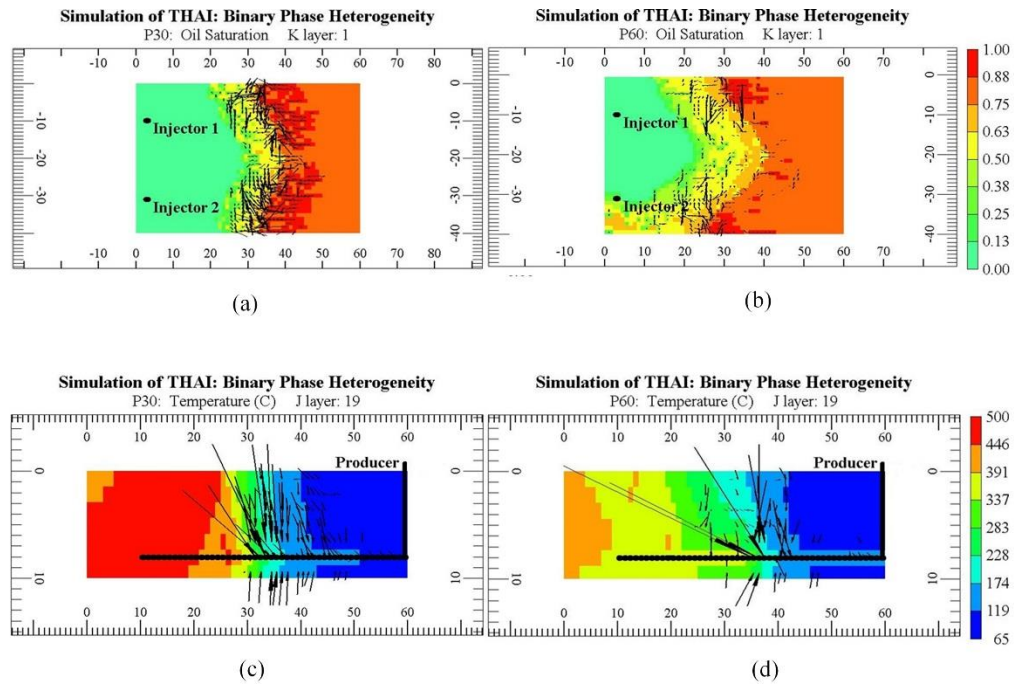 Simulation of THAI: Binary Phase Heterogeneity
P30: Oil Saturation K layer: 1
-10 0 10 20 30 40 50 60 70 80
0
-10
-20
-30
-40
Injector 1
Injector 2
-10 0 10 20 30 40 50 60 70 80
(a)
Simulation of THAI: Binary Phase Heterogeneity
P60: Oil Saturation K layer: 1
-10 0 10 20 30 40 50 60 70 80
0
-10
-20
-30
-40
Injector 1
Injector 2
-10 0 10 20 30 40 50 60 70 80
1.00
0.88
0.75
0.63
0.50
0.38
0.25
0.13
0.00
(b)
Simulation of THAI: Binary Phase Heterogeneity
P30: Temperature (C) J layer: 19
0 10 20 30 40 50 60
Producer
0
0
10
10
0 10 20 30 40 50 60
(c)
Simulation of THAI: Binary Phase Heterogeneity
P60: Temperature (C) J layer: 19
0 10 20 30 40 50 60
Producer
0
0
10
10
0 10 20 30 40 50 60
500
446
391
337
283
228
174
119
65
(d)